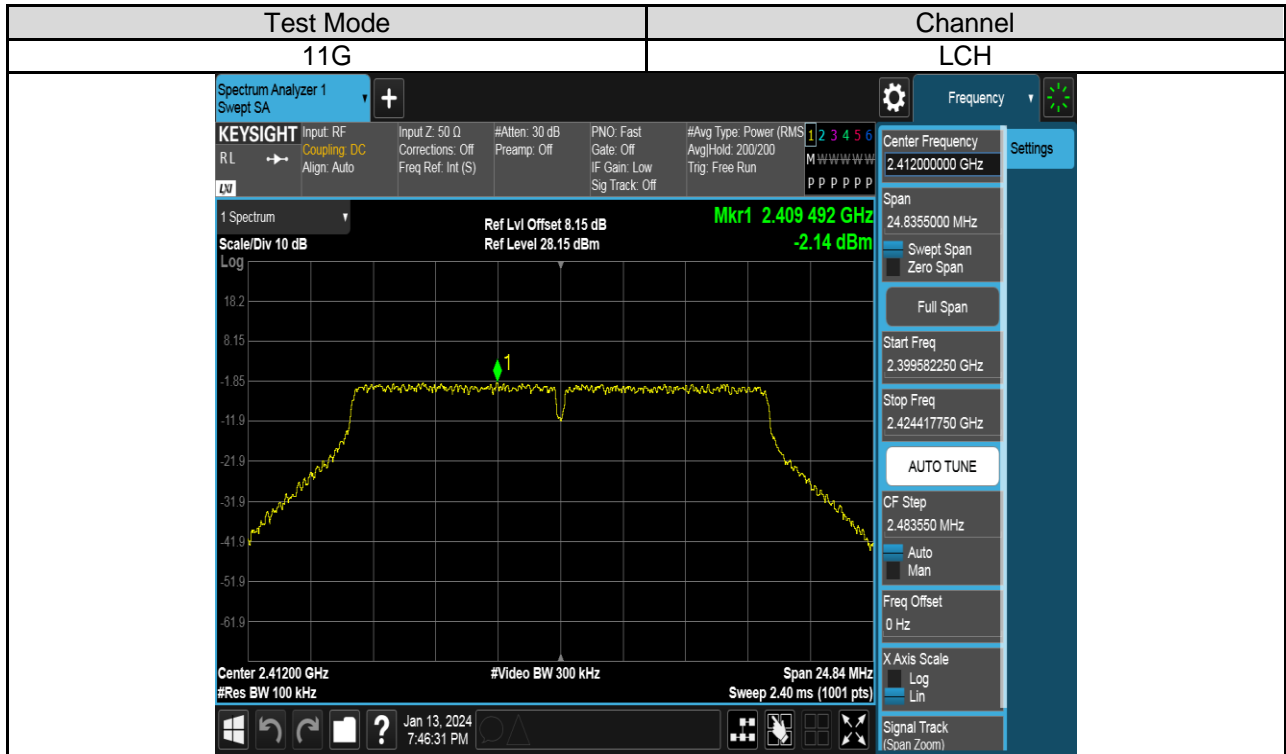 Test Mode Channel
11G LCH
Spectrum Analyzer 1
Swept SA
+
Frequency
KEYSIGHT Input: RF Input Z: 50 Ω #Atten: 30 dB PNO: Fast #Avg Type: Power (RMS 1 2 3 4 5 6
RL Coupling: DC Corrections: Off Preamp: Off Gate: Off Avg|Hold: 200/200 M W W W W W
Align: Auto Freq Ref: Int (S) IF Gain: Low Trig: Free Run
LXI Sig Track: Off P P P P P P
1 Spectrum Ref Lvl Offset 8.15 dB Mkr1 2.409 492 GHz
Scale/Div 10 dB Ref Level 28.15 dBm -2.14 dBm
Log
18.2
8.15
1
-1.85
-11.9
-21.9
-31.9
-41.9
-51.9
-61.9
Center 2.41200 GHz #Video BW 300 kHz Span 24.84 MHz
#Res BW 100 kHz Sweep 2.40 ms (1001 pts)
? Jan 13, 2024
7:46:31 PM
Center Frequency
2.412000000 GHz
Settings
Span
24.8355000 MHz
Swept Span
Zero Span
Full Span
Start Freq
2.399582250 GHz
Stop Freq
2.424417750 GHz
AUTO TUNE
CF Step
2.483550 MHz
Auto
Man
Freq Offset
0 Hz
X Axis Scale
Log
Lin
Signal Track
(Span Zoom)